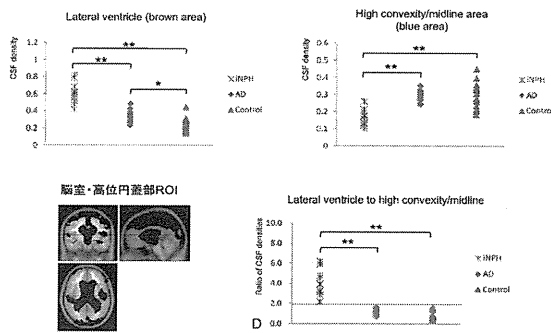 Lateral ventricle (brown area)
CSF density
1.2
1
0.8
0.6
0.4
0.2
0
**
**
*
iNPH
AD
Control
High convexity/midline area
(blue area)
CSF density
0.6
0.5
0.4
0.3
0.2
0.1
0
**
**
iNPH
AD
Control
脳室・高位円蓋部ROI
Lateral ventricle to high convexity/midline
Ratio of CSF densities
10.0
8.0
6.0
4.0
2.0
0.0
**
**
iNPH
AD
Control
D